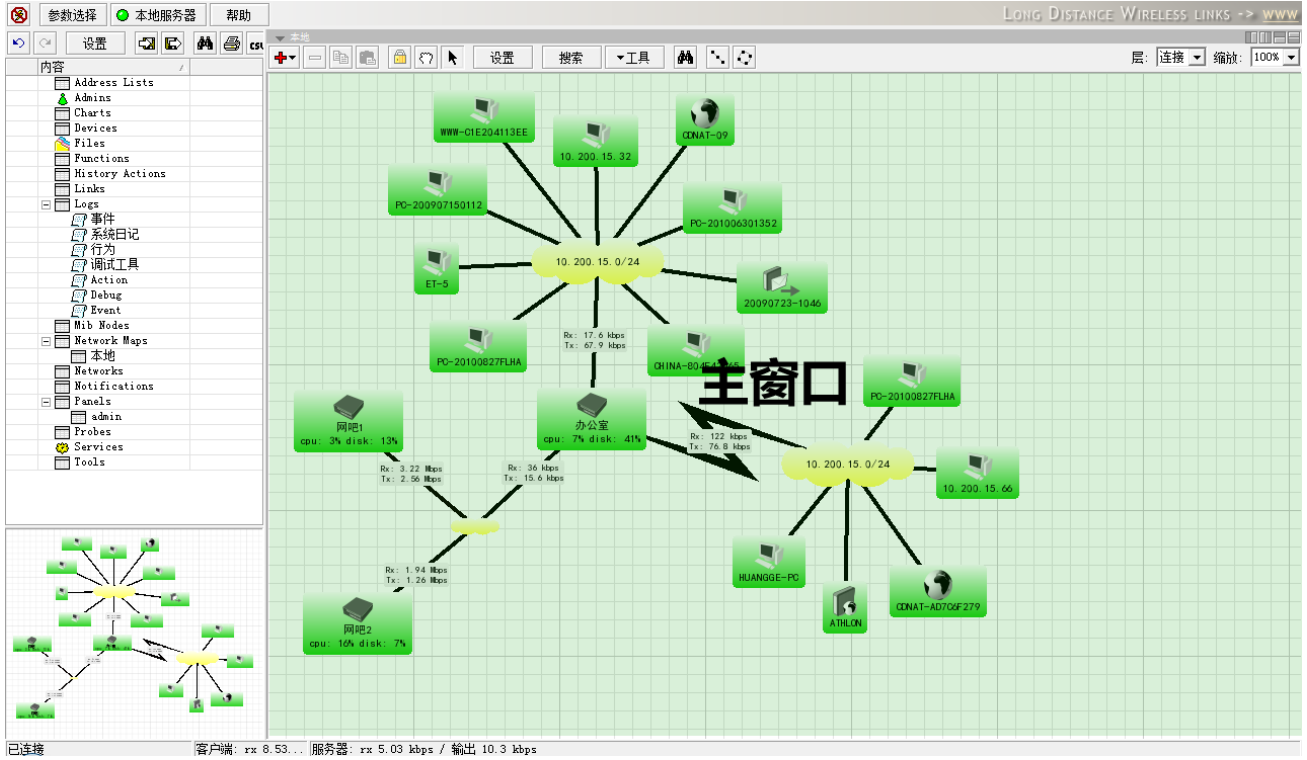 参数选择 本地服务器 帮助 LONG DISTANCE WIRELESS LINKS -> WWW
设置 csv
本地
设置 搜索 工具 层: 连接 缩放: 100%
内容
Address Lists
Admins
Charts
Devices
Files
Functions
History Actions
Links
Logs
事件
系统日记
行为
调试工具
Action
Debug
Event
Mib Nodes
Network Maps
本地
Networks
Notifications
Panels
admin
Probes
Services
Tools
WWW-C1E204113EE
10.200.15.32
CDNAT-09
PC-200907150112
PC-201006301352
10.200.15.0/24
ET-5
20090723-1046
Rx: 17.6 kbps
Tx: 67.9 kbps
PC-20100827FLHA
主窗口
PC-20100827FLHA
网吧1
cpu: 3% disk: 13%
办公室
cpu: 7% disk: 41%
Rx: 122 kbps
Tx: 76.8 kbps
10.200.15.0/24
Rx: 3.22 Mbps
Tx: 2.56 Mbps
Rx: 36 kbps
Tx: 15.6 kbps
10.200.15.66
Rx: 1.94 Mbps
Tx: 1.26 Mbps
HUANGGE-PC
CDNAT-AD7C6F279
ATHLON
网吧2
cpu: 16% disk: 7%
已连接 客户端: rx 8.53... 服务器: rx 5.03 kbps / 输出 10.3 kbps